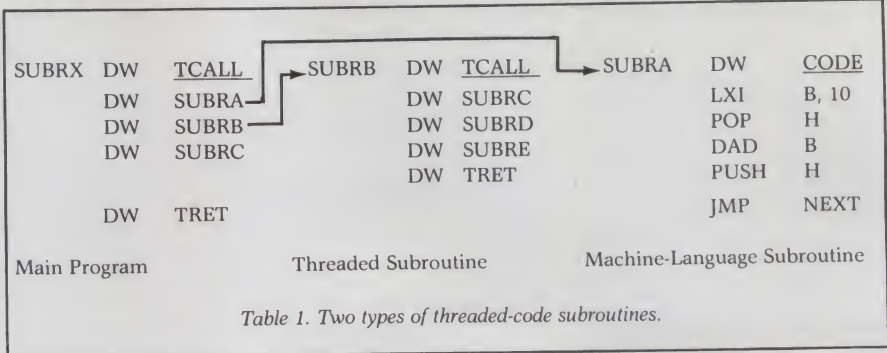 SUBRX DW TCALL
DW SUBRA
DW SUBRB
DW SUBRC
DW TRET
Main Program
SUBRB DW TCALL
DW SUBRC
DW SUBRD
DW SUBRE
DW TRET
Threaded Subroutine
SUBRA DW CODE
LXI B, 10
POP H
DAD B
PUSH H
JMP NEXT
Machine-Language Subroutine
Table 1. Two types of threaded-code subroutines.